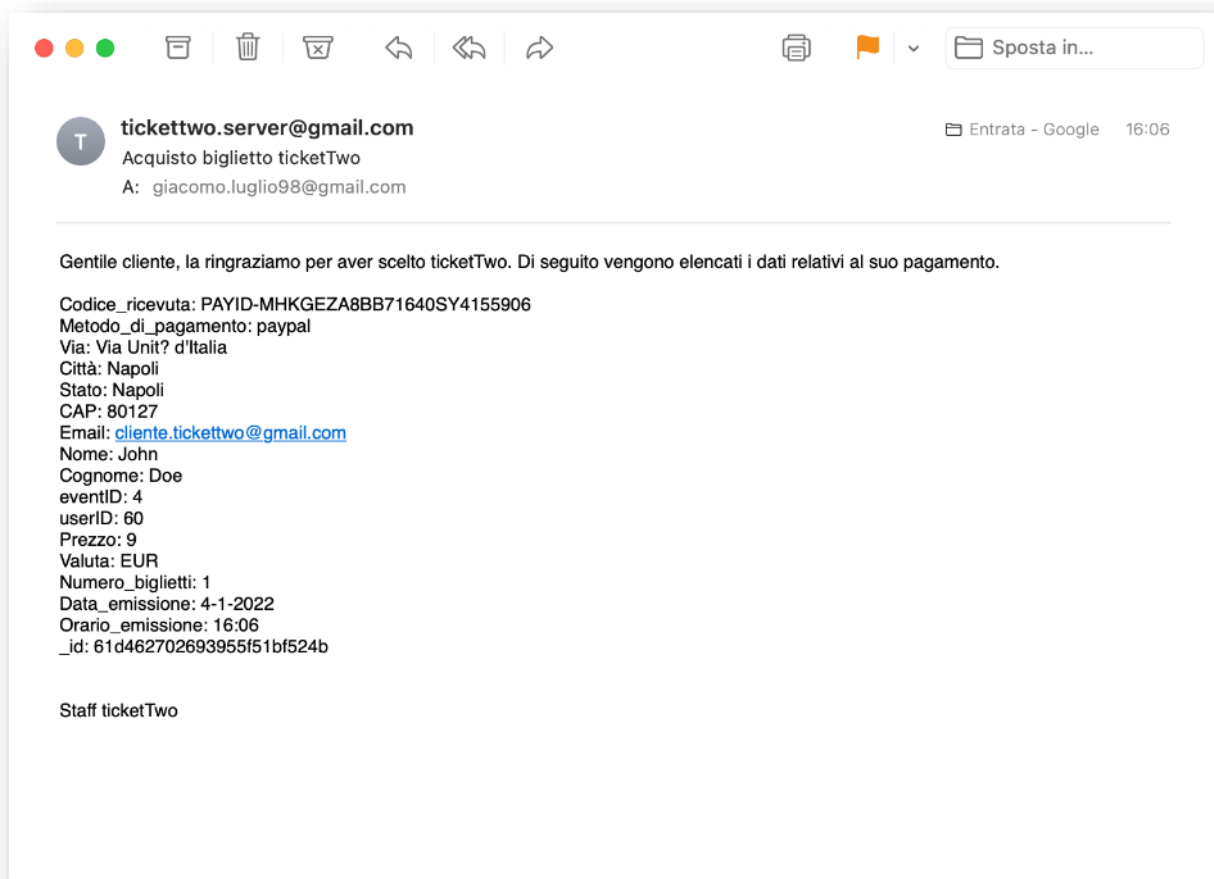 Sposta in...
tickettwo.server@gmail.com
Entrata - Google 16:06
T
Acquisto biglietto ticketTwo
A: giacomo.luglio98@gmail.com
Gentile cliente, la ringraziamo per aver scelto ticketTwo. Di seguito vengono elencati i dati relativi al suo pagamento.
Codice_ricevuta: PAYID-MHKGEZA8BB71640SY4155906
Metodo_di_pagamento: paypal
Via: Via Unit? d'Italia
Città: Napoli
Stato: Napoli
CAP: 80127
Email: cliente.tickettwo@gmail.com
Nome: John
Cognome: Doe
eventID: 4
userID: 60
Prezzo: 9
Valuta: EUR
Numero_biglietti: 1
Data_emissione: 4-1-2022
Orario_emissione: 16:06
_id: 61d462702693955f51bf524b
Staff ticketTwo